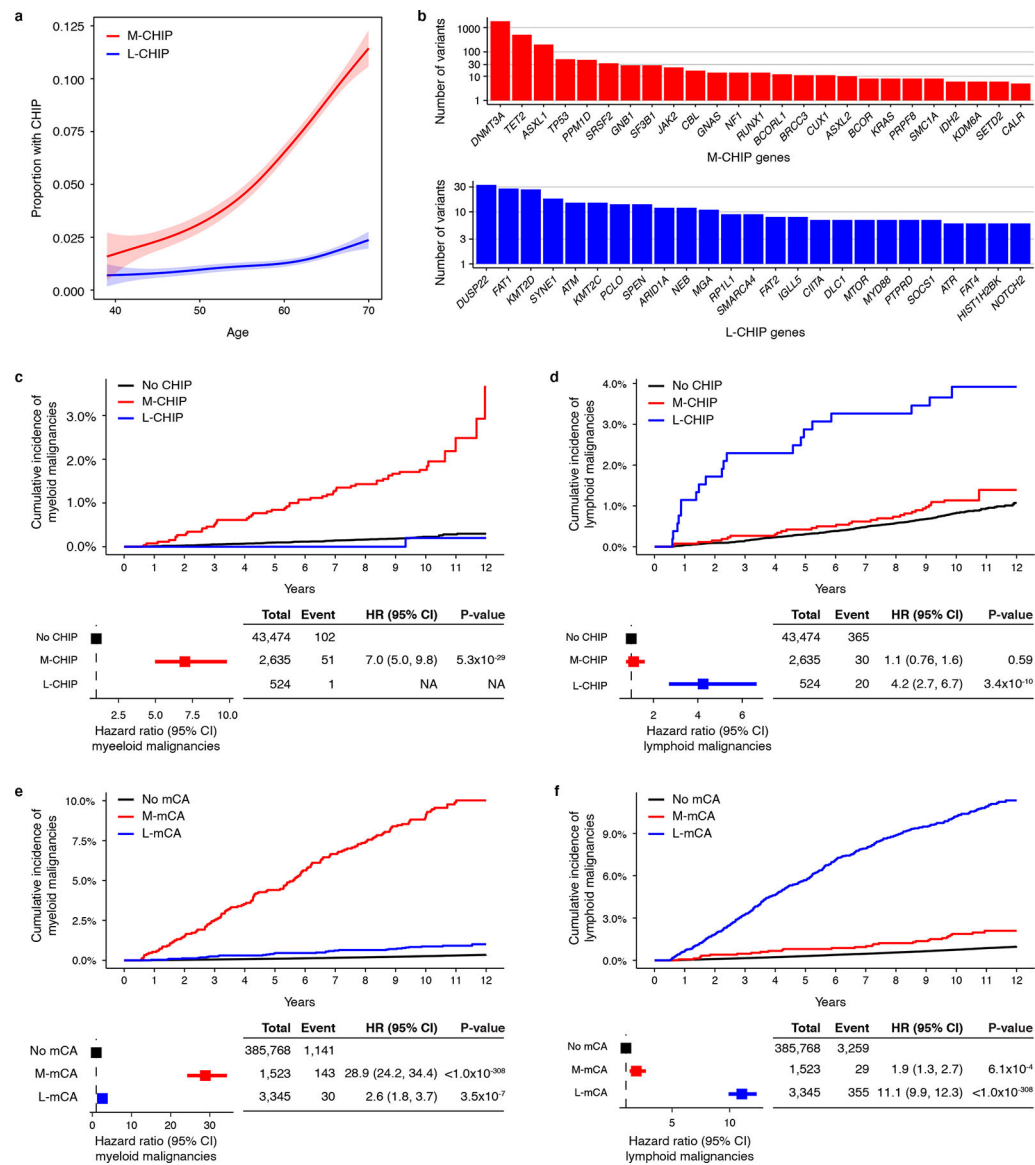 a
M-CHIP
L-CHIP
Proportion with CHIP
0.125
0.100
0.075
0.050
0.025
0.000
40
50
60
70
Age
b
Number of variants
1000
100
30
10
1
DNMT3A
TET2
ASXL1
TP53
PPM1D
SRSF2
GNB1
SF3B1
JAK2
CBL
GNAS
NF1
RUNX1
BCORL1
BRCC3
CUX1
ASXL2
BCOR
KRAS
PRPF8
SMC1A
IDH2
KDM6A
SETD2
CALR
M-CHIP genes
Number of variants
30
10
3
1
DUSP22
FAT1
KMT2D
SYNE1
ATM
KMT2C
PCLO
SPEN
ARID1A
NEB
MGA
RP1L1
SMARCA4
FAT2
IGLL5
CIITA
DLC1
MTOR
MYD88
PTPRD
SOCS1
ATR
FAT4
HIST1H2BK
NOTCH2
L-CHIP genes
c
No CHIP
M-CHIP
L-CHIP
Cumulative incidence of
myeloid malignancies
3.0%
2.0%
1.0%
0.0%
0 1 2 3 4 5 6 7 8 9 10 11 12
Years
Total Event HR (95% CI) P-value
No CHIP 43,474 102
M-CHIP 2,635 51 7.0 (5.0, 9.8) 5.3x10-29
L-CHIP 524 1 NA NA
2.5 5.0 7.5 10.0
Hazard ratio (95% CI)
myeeloid malignancies
d
No CHIP
M-CHIP
L-CHIP
Cumulative incidence of
lymphoid malignancies
4.0%
3.0%
2.0%
1.0%
0.0%
0 1 2 3 4 5 6 7 8 9 10 11 12
Years
Total Event HR (95% CI) P-value
No CHIP 43,474 365
M-CHIP 2,635 30 1.1 (0.76, 1.6) 0.59
L-CHIP 524 20 4.2 (2.7, 6.7) 3.4x10-10
2 4 6
Hazard ratio (95% CI)
lymphoid malignancies
e
No mCA
M-mCA
L-mCA
Cumulative incidence of
myeloid malignancies
10.0%
7.5%
5.0%
2.5%
0.0%
0 1 2 3 4 5 6 7 8 9 10 11 12
Years
Total Event HR (95% CI) P-value
No mCA 385,768 1,141
M-mCA 1,523 143 28.9 (24.2, 34.4) <1.0x10-308
L-mCA 3,345 30 2.6 (1.8, 3.7) 3.5x10-7
0 10 20 30
Hazard ratio (95% CI)
myeloid malignancies
f
No mCA
M-mCA
L-mCA
Cumulative incidence of
lymphoid malignancies
9.0%
6.0%
3.0%
0.0%
0 1 2 3 4 5 6 7 8 9 10 11 12
Years
Total Event HR (95% CI) P-value
No mCA 385,768 3,259
M-mCA 1,523 29 1.9 (1.3, 2.7) 6.1x10-4
L-mCA 3,345 355 11.1 (9.9, 12.3) <1.0x10-308
5 10
Hazard ratio (95% CI)
lymphoid malignancies